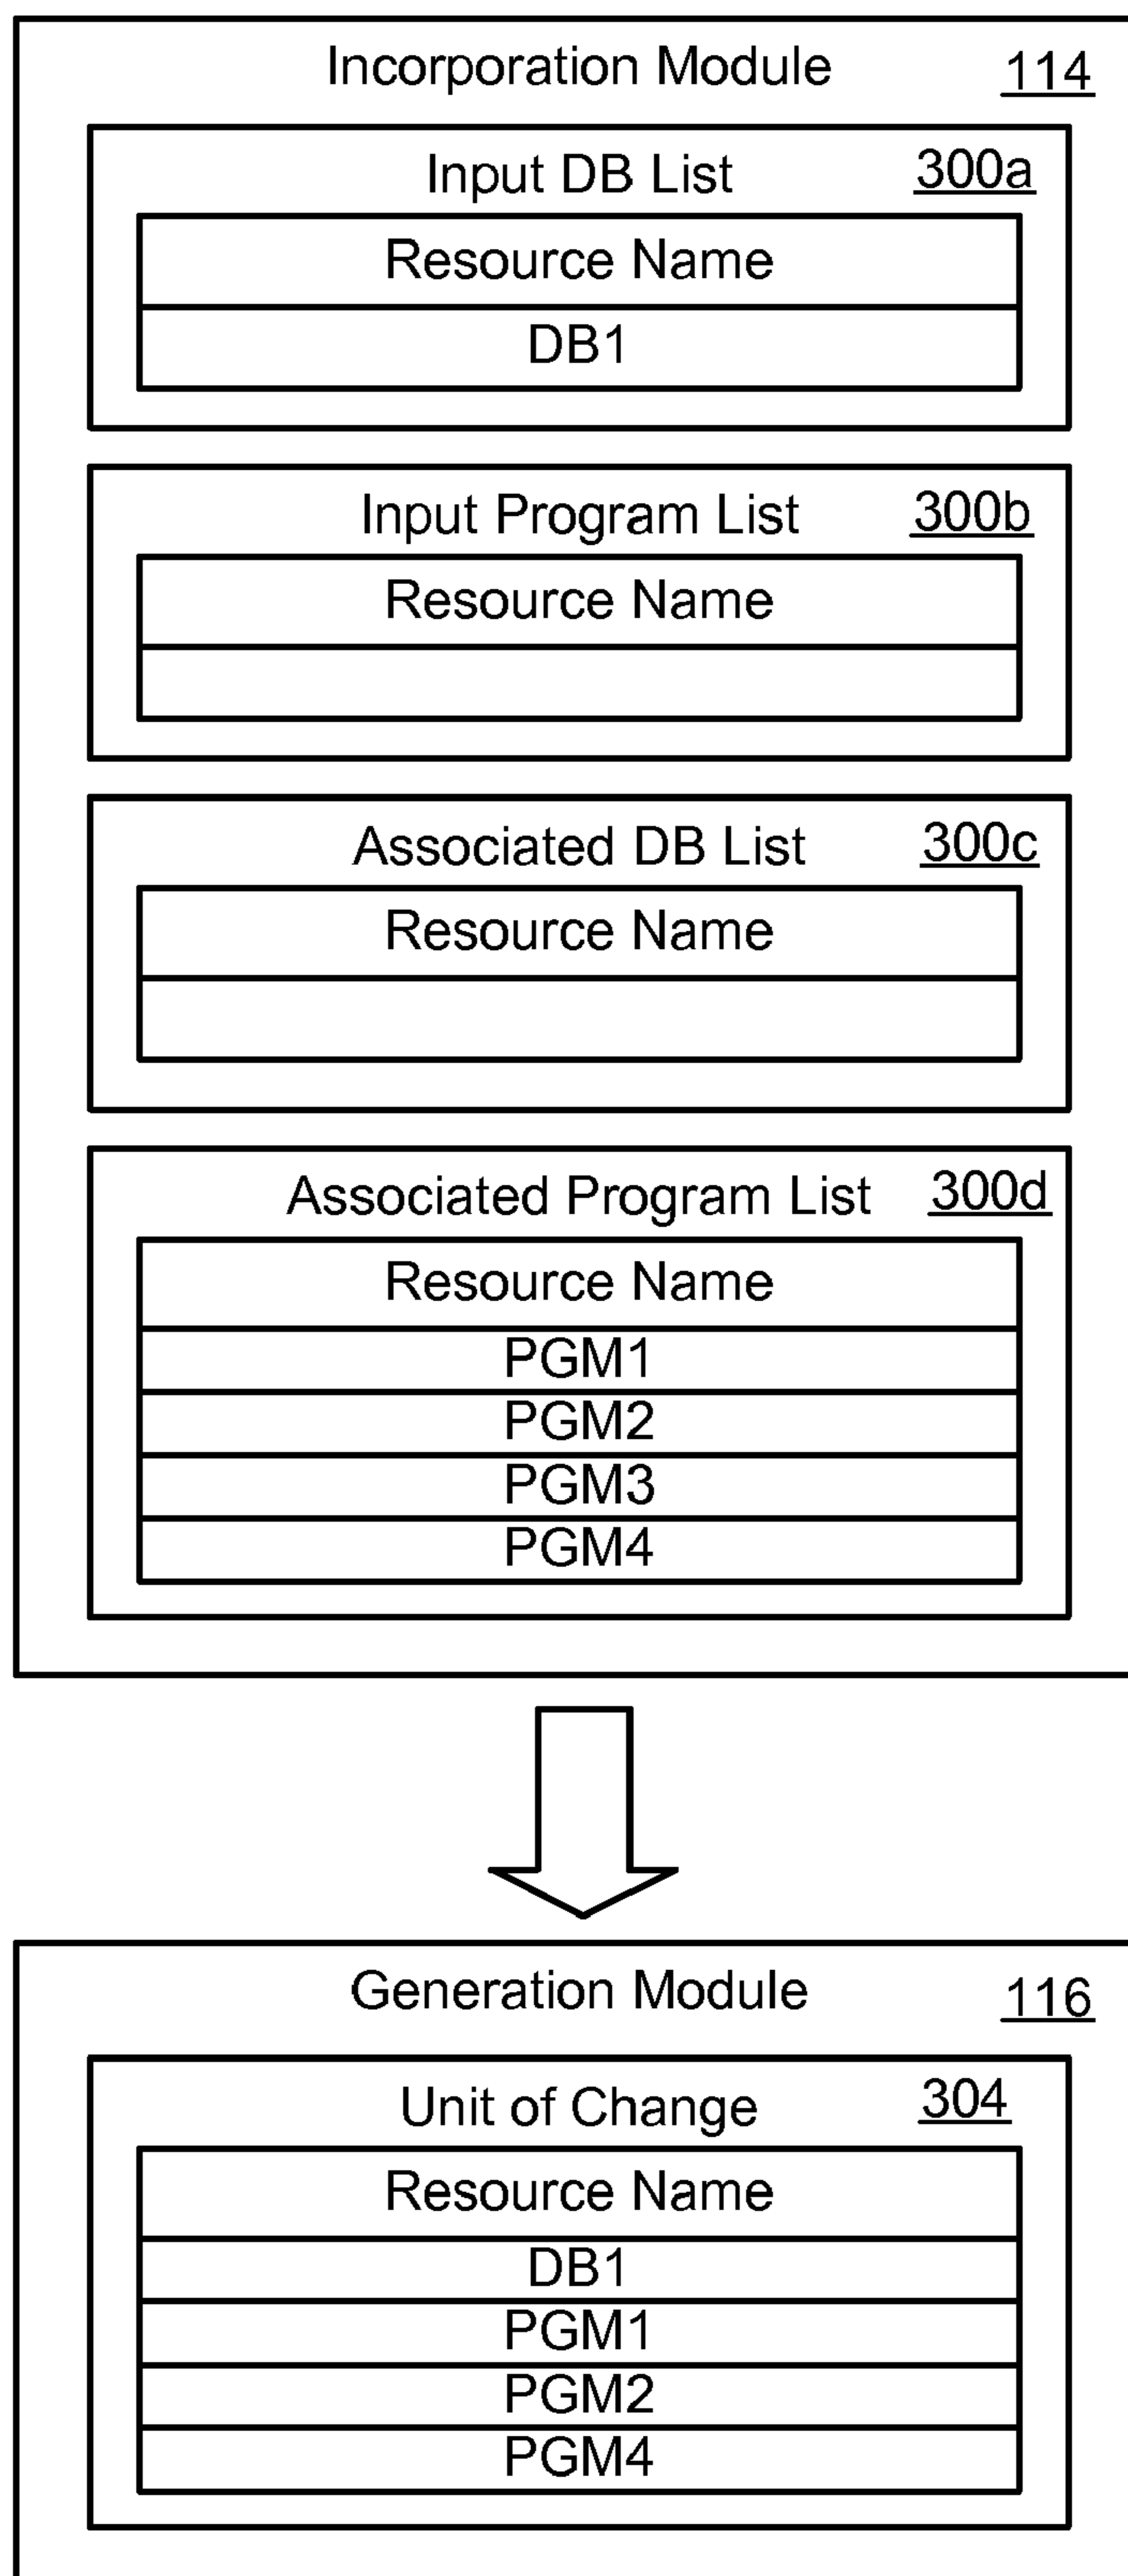 Incorporation Module 114
Input DB List 300a
Resource Name
DB1
Input Program List 300b
Resource Name
Associated DB List 300c
Resource Name
Associated Program List 300d
Resource Name
PGM1
PGM2
PGM3
PGM4
Generation Module 116
Unit of Change 304
Resource Name
DB1
PGM1
PGM2
PGM4